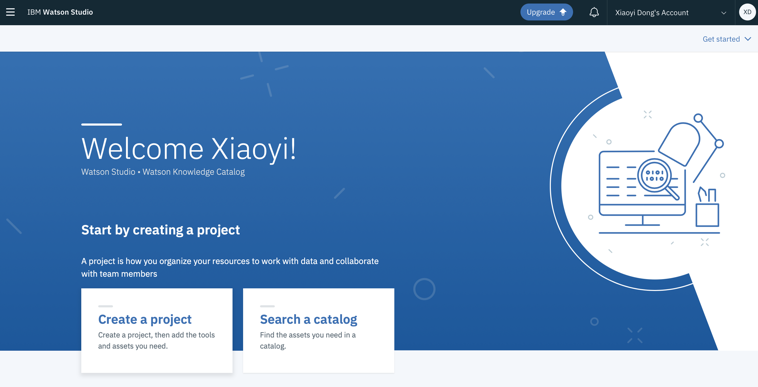 IBM Watson Studio
Upgrade
Xiaoyi Dong's Account
XD
Get started
Welcome Xiaoyi!
Watson Studio • Watson Knowledge Catalog
Start by creating a project
A project is how you organize your resources to work with data and collaborate
with team members
Create a project
Create a project, then add the tools
and assets you need.
Search a catalog
Find the assets you need in a
catalog.
0101
1010